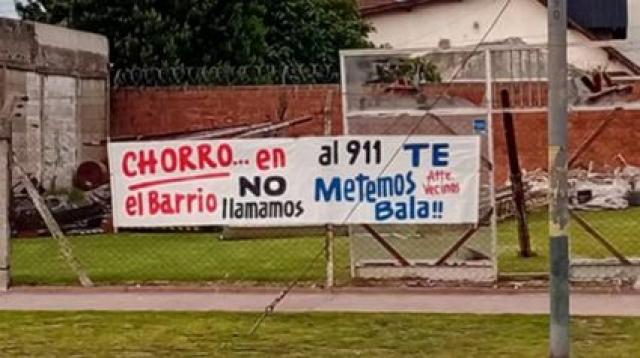 CHORRO... en
el Barrio NO llamamos
al 911 TE
Metemos
Bala!!
Atte.
Vecinos